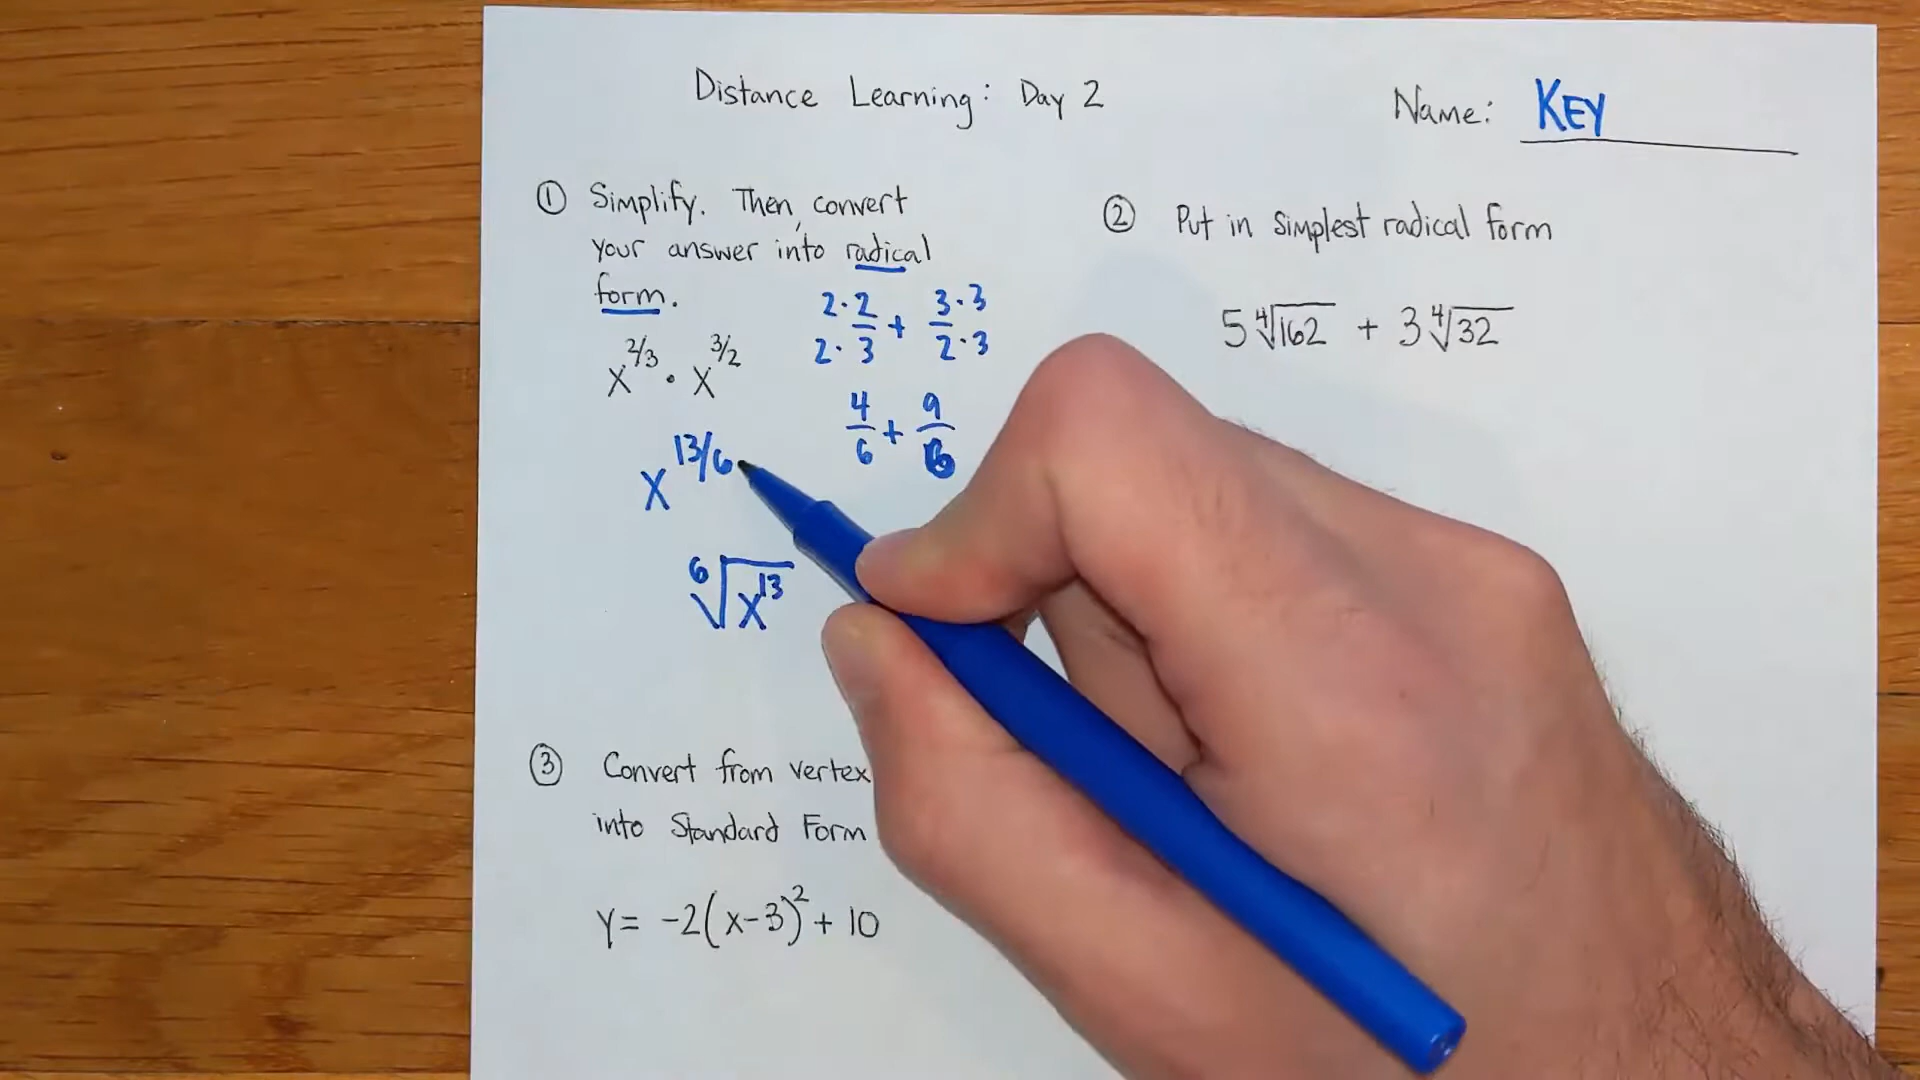 Distance Learning: Day 2
Name: KEY
① Simplify. Then, convert
your answer into radical
form.
x^2/3 · x^3/2
2·2/2·3 + 3·3/2·3
4/6 + 9/6
x^13/6
⁶√x^13
② Put in simplest radical form
5 ⁴√162 + 3 ⁴√32
③ Convert from vertex
into Standard Form
y= -2(x-3)² + 10